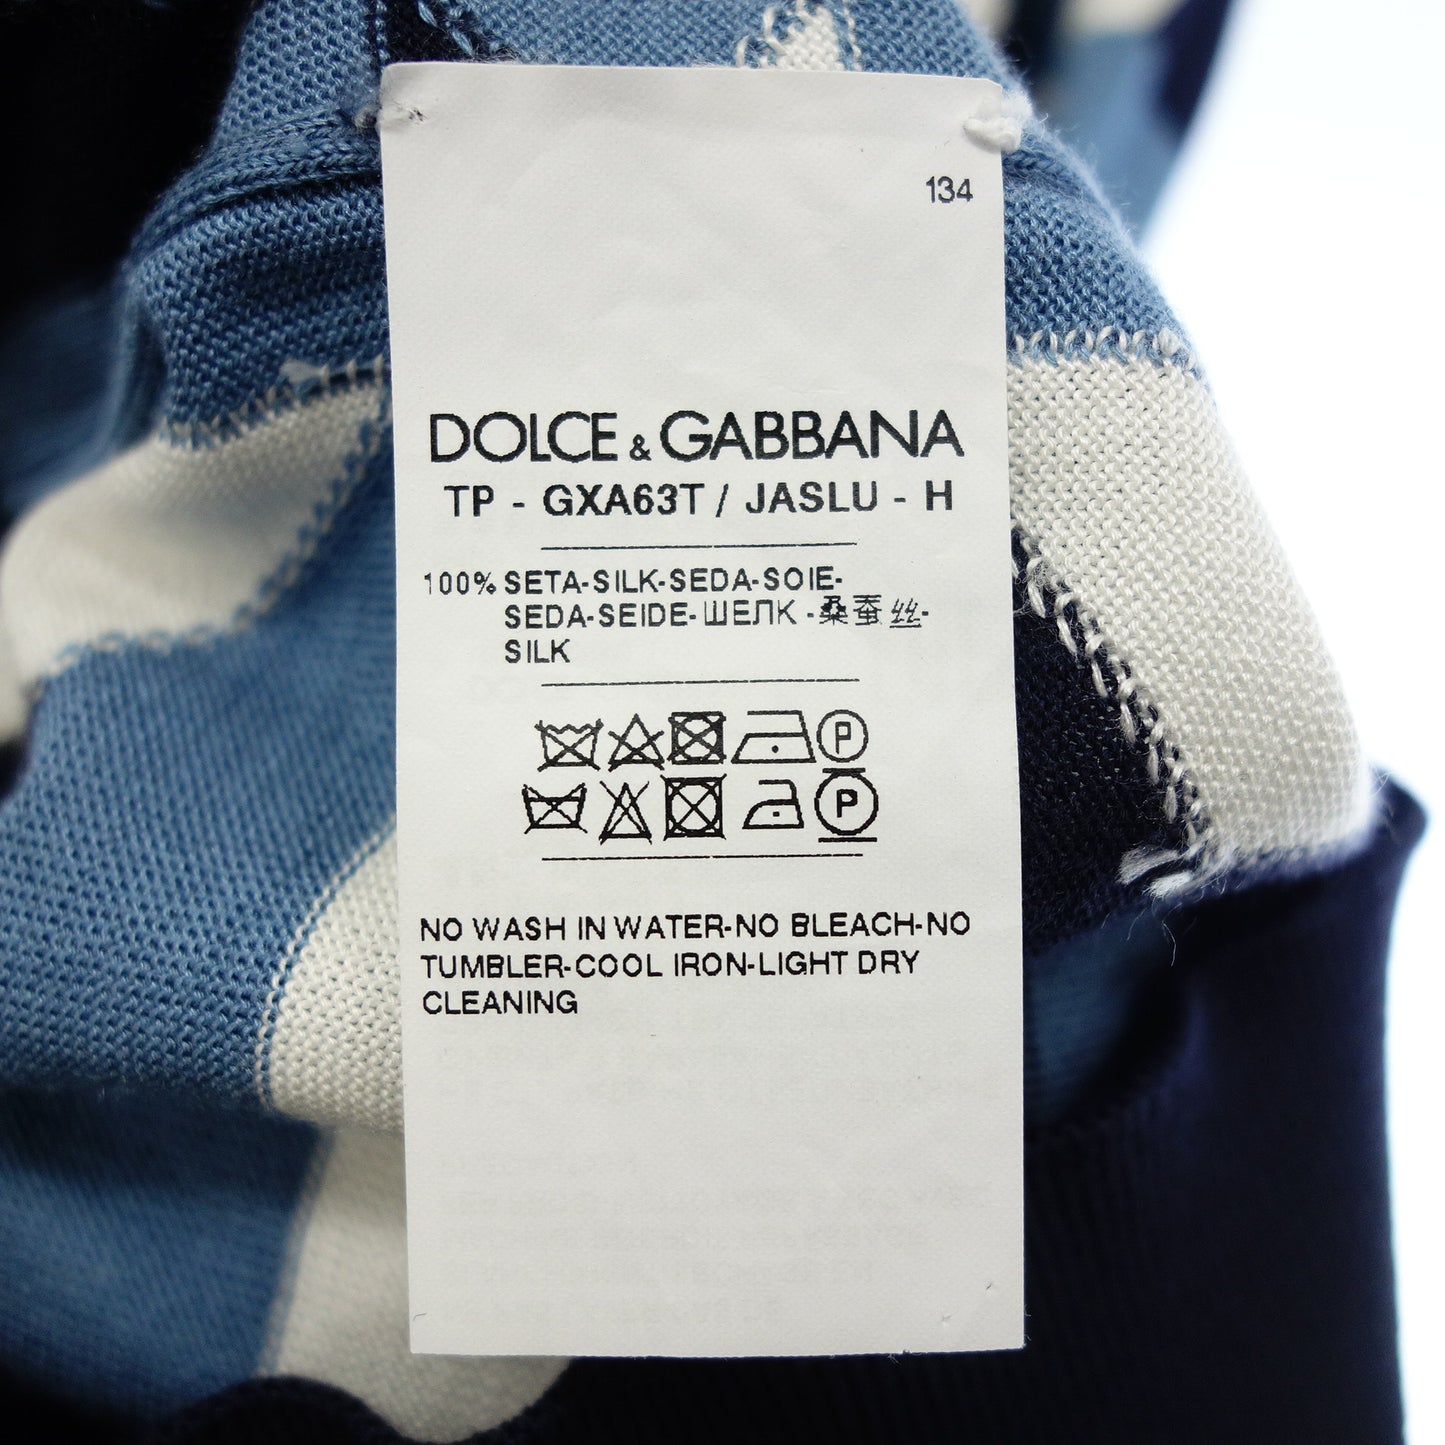 134
DOLCE & GABBANA
TP - GXA63T / JASLU - H
100% SETA-SILK-SEDA-SOIE-
SEDA-SEIDE-ШЕЛК -桑蚕丝-
SILK
P
P
NO WASH IN WATER-NO BLEACH-NO
TUMBLER-COOL IRON-LIGHT DRY
CLEANING